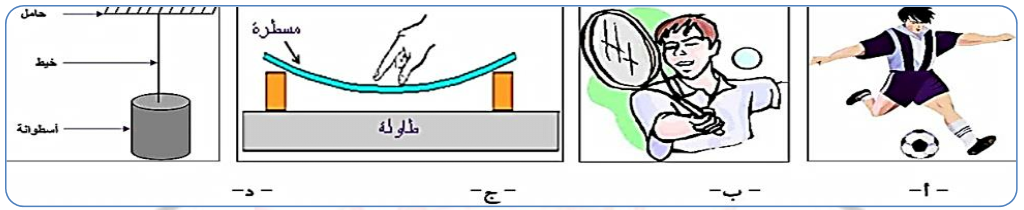 حامل
خيط
أسطوانة
مسطرة
طاولة
-أ-
-ب-
-ج-
-د-